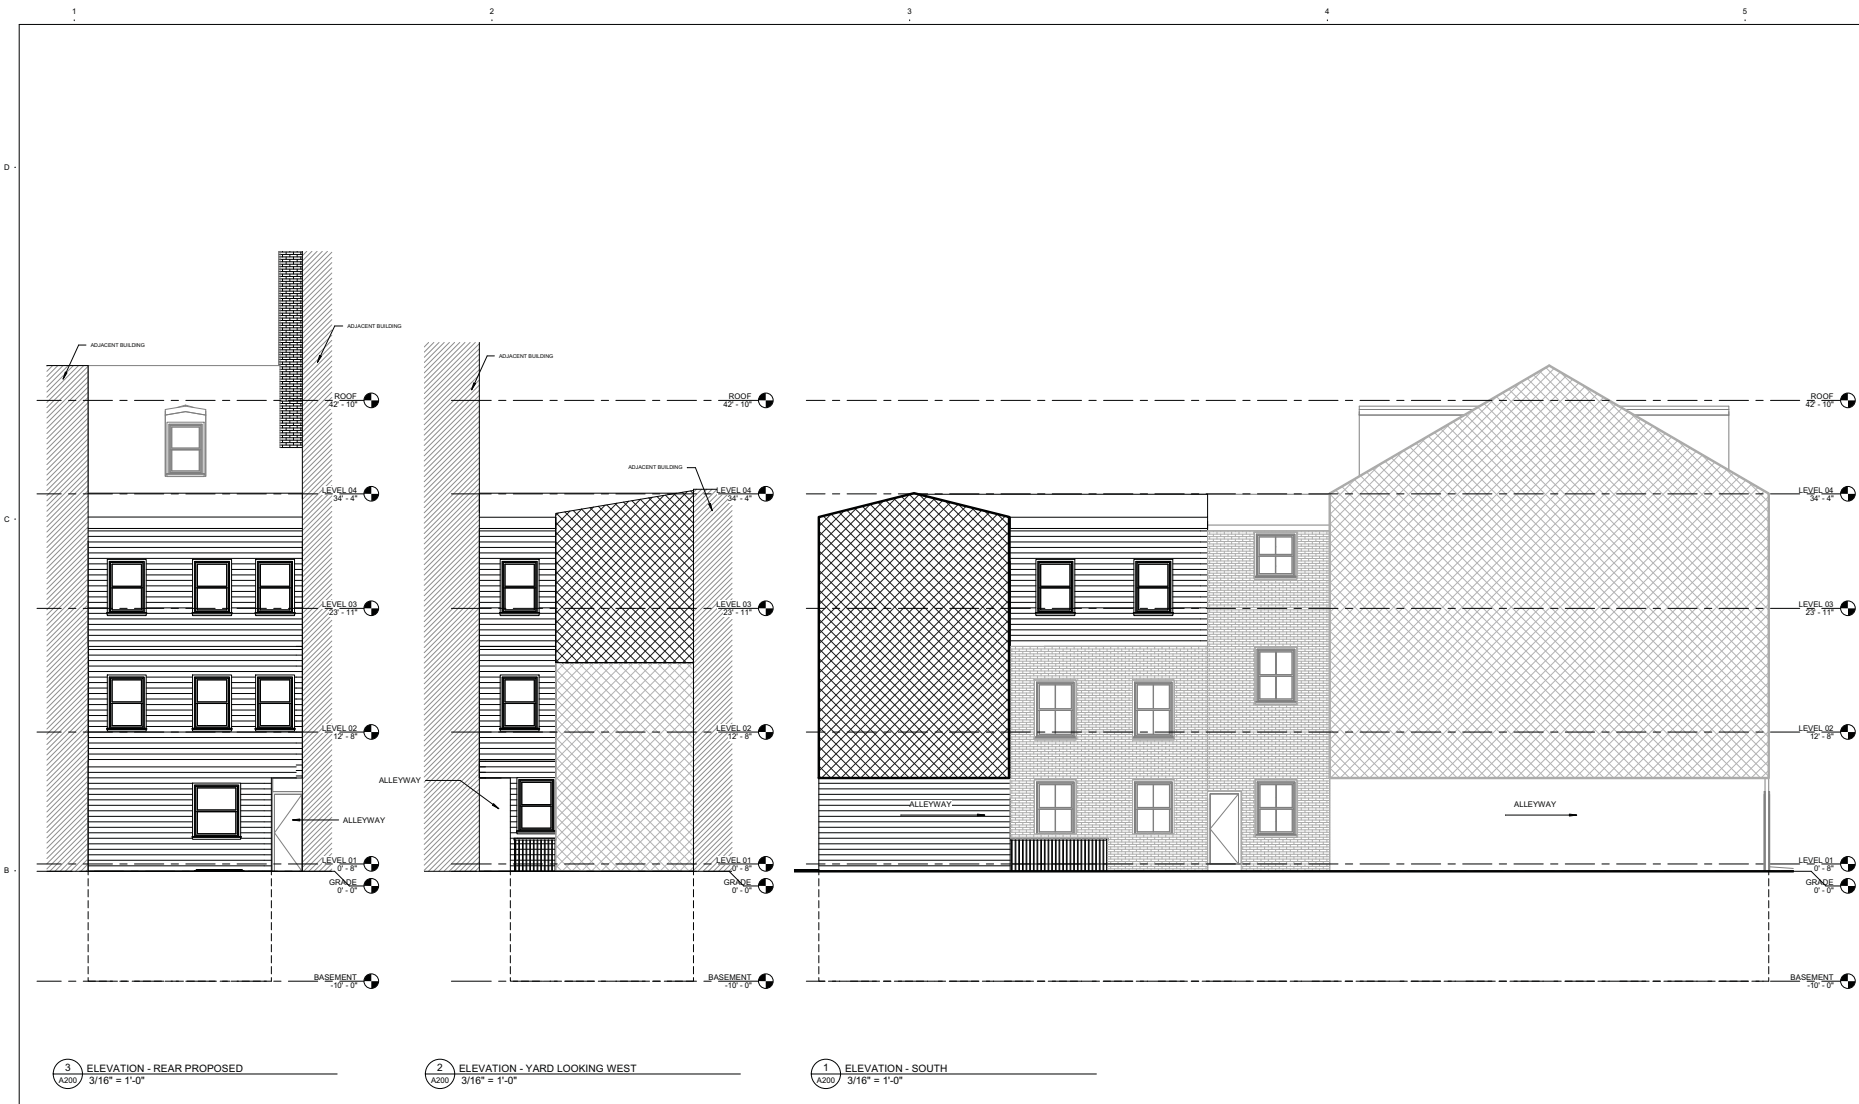 1 2 3 4 5
D
C
B
ADJACENT BUILDING
ADJACENT BUILDING
ROOF
42' - 10"
LEVEL 04
34' - 4"
LEVEL 03
23' - 11"
LEVEL 02
12' - 8"
ALLEYWAY
LEVEL 01
0' - 8"
GRADE
0' - 0"
BASEMENT
-10' - 0"
3
A200
ELEVATION - REAR PROPOSED
3/16" = 1'-0"
ADJACENT BUILDING
ADJACENT BUILDING
ROOF
42' - 10"
LEVEL 04
34' - 4"
LEVEL 03
23' - 11"
LEVEL 02
12' - 8"
ALLEYWAY
LEVEL 01
0' - 8"
GRADE
0' - 0"
BASEMENT
-10' - 0"
2
A200
ELEVATION - YARD LOOKING WEST
3/16" = 1'-0"
ROOF
42' - 10"
LEVEL 04
34' - 4"
LEVEL 03
23' - 11"
LEVEL 02
12' - 8"
ALLEYWAY
ALLEYWAY
LEVEL 01
0' - 8"
GRADE
0' - 0"
BASEMENT
-10' - 0"
1
A200
ELEVATION - SOUTH
3/16" = 1'-0"